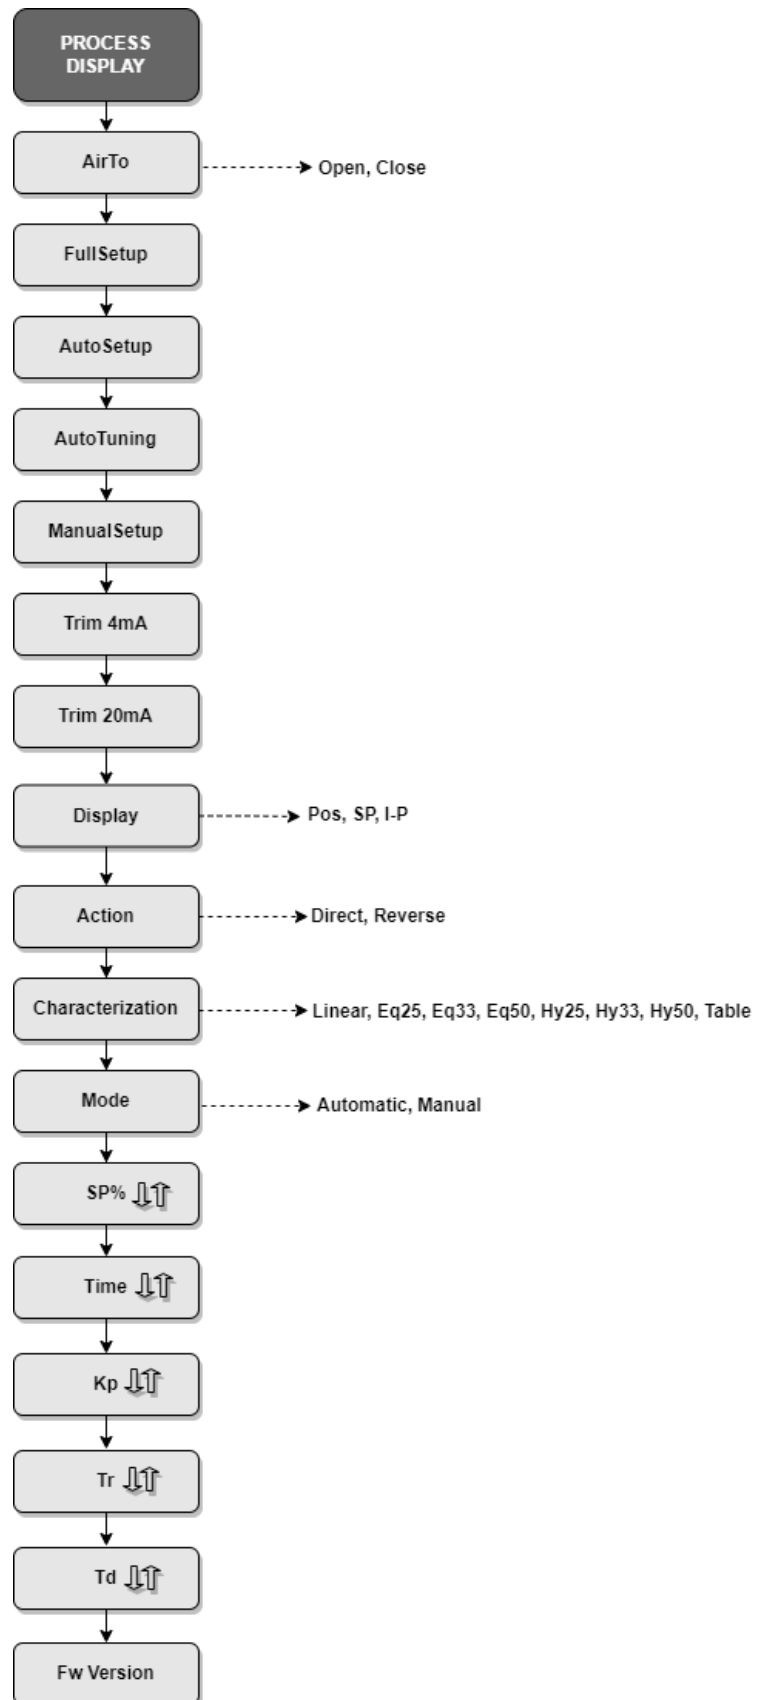 PROCESS
DISPLAY
AirTo
Open, Close
FullSetup
AutoSetup
AutoTuning
ManualSetup
Trim 4mA
Trim 20mA
Display
Pos, SP, I-P
Action
Direct, Reverse
Characterization
Linear, Eq25, Eq33, Eq50, Hy25, Hy33, Hy50, Table
Mode
Automatic, Manual
SP%
Time
Kp
Tr
Td
Fw Version